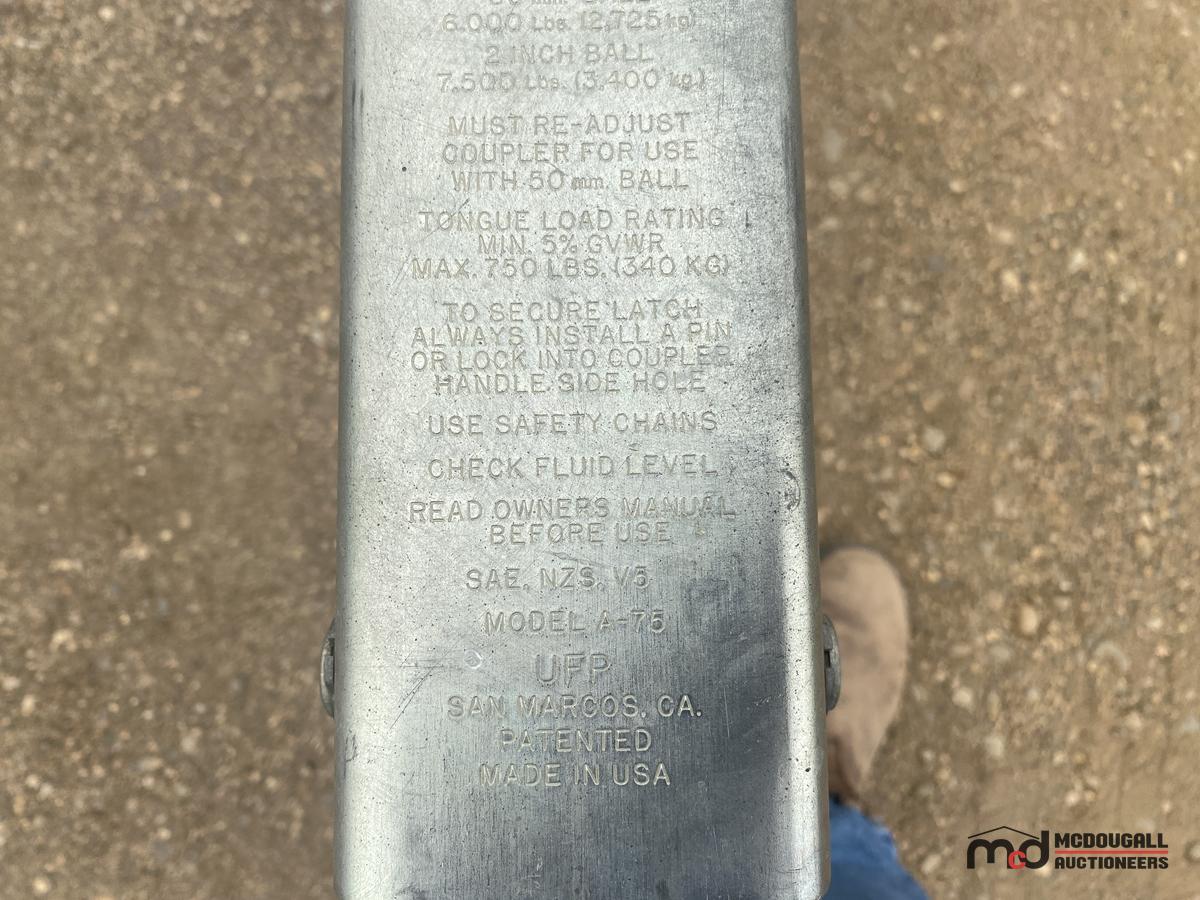 6.000 Lbs. (2,725 kg)
2 INCH BALL
7.500 Lbs. (3.400 kg)
MUST RE-ADJUST
COUPLER FOR USE
WITH 50 mm. BALL
TONGUE LOAD RATING
MIN. 5% GVWR
MAX. 750 LBS. (340 KG)
TO SECURE LATCH
ALWAYS INSTALL A PIN
OR LOCK INTO COUPLER
HANDLE SIDE HOLE
USE SAFETY CHAINS
CHECK FLUID LEVEL
READ OWNERS MANUAL
BEFORE USE
SAE, NZS, V5
MODEL A-75
UFP
SAN MARCOS, CA.
PATENTED
MADE IN USA
mcd MCDOUGALL
AUCTIONEERS